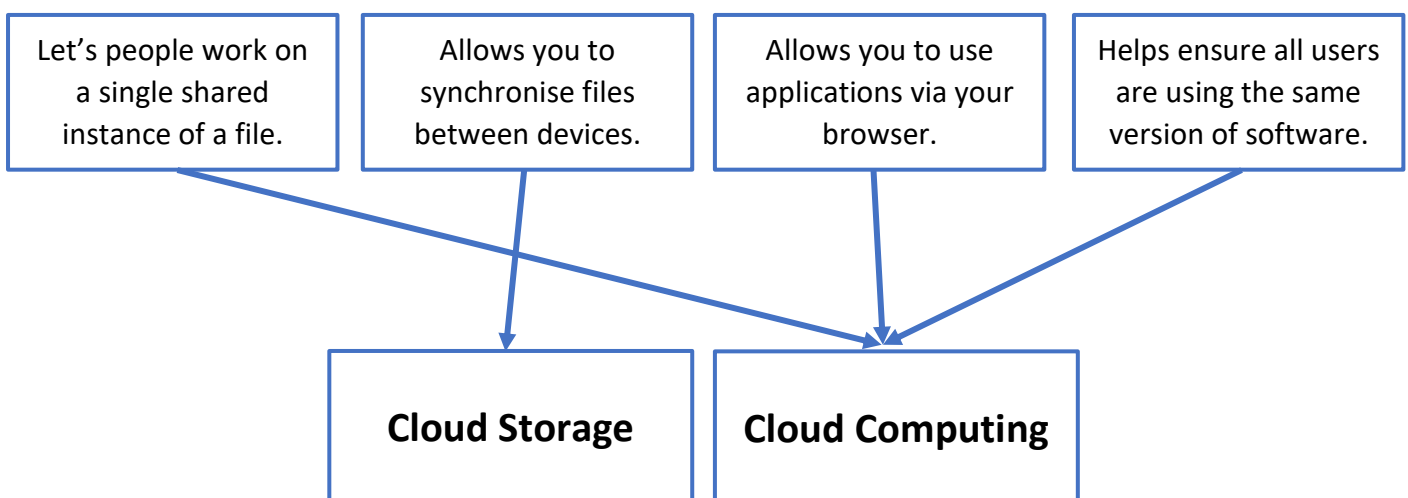 Let's people work on
a single shared
instance of a file.
Allows you to
synchronise files
between devices.
Allows you to use
applications via your
browser.
Helps ensure all users
are using the same
version of software.
Cloud Storage
Cloud Computing